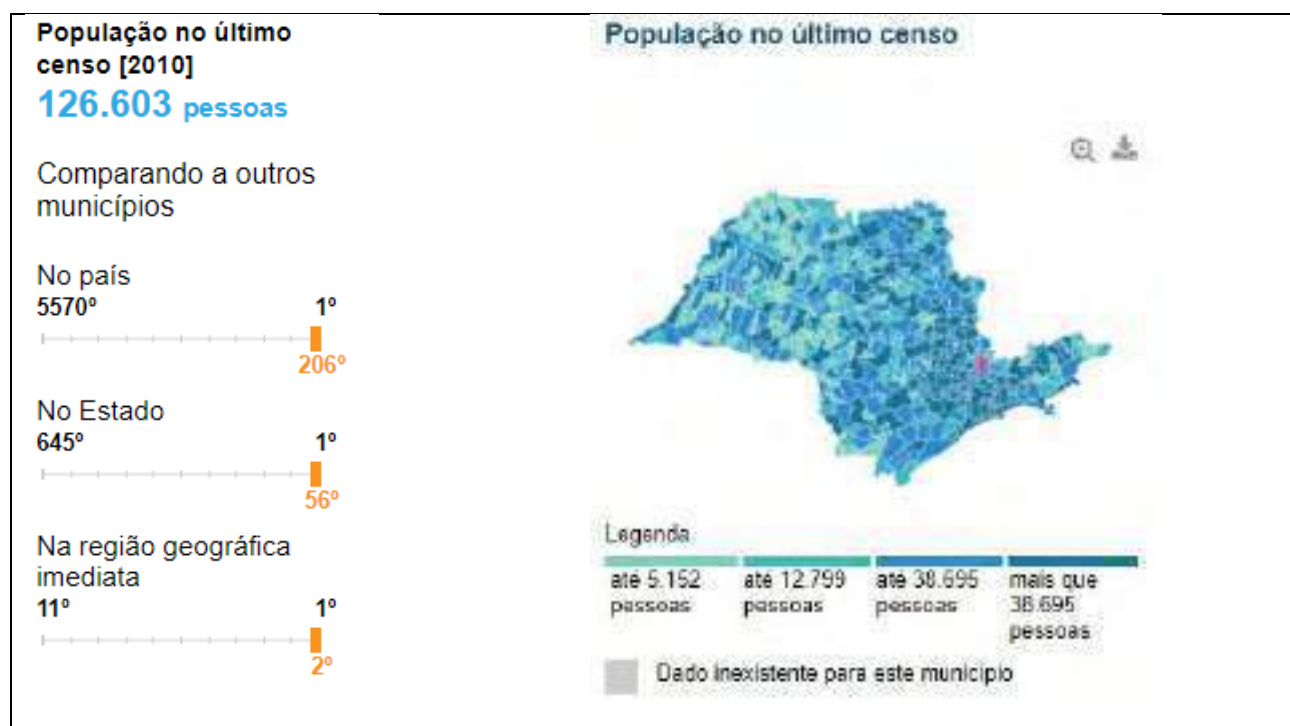 População no último
censo [2010]
126.603 pessoas
Comparando a outros
municípios
No país
5570º 1º
206º
No Estado
645º 1º
56º
Na região geográfica
imediata
11º 1º
2º
População no último censo
Legenda
até 5.152 até 12.799 até 38.695 mais que
pessoas pessoas pessoas 38.695
pessoas
Dado inexistente para este município